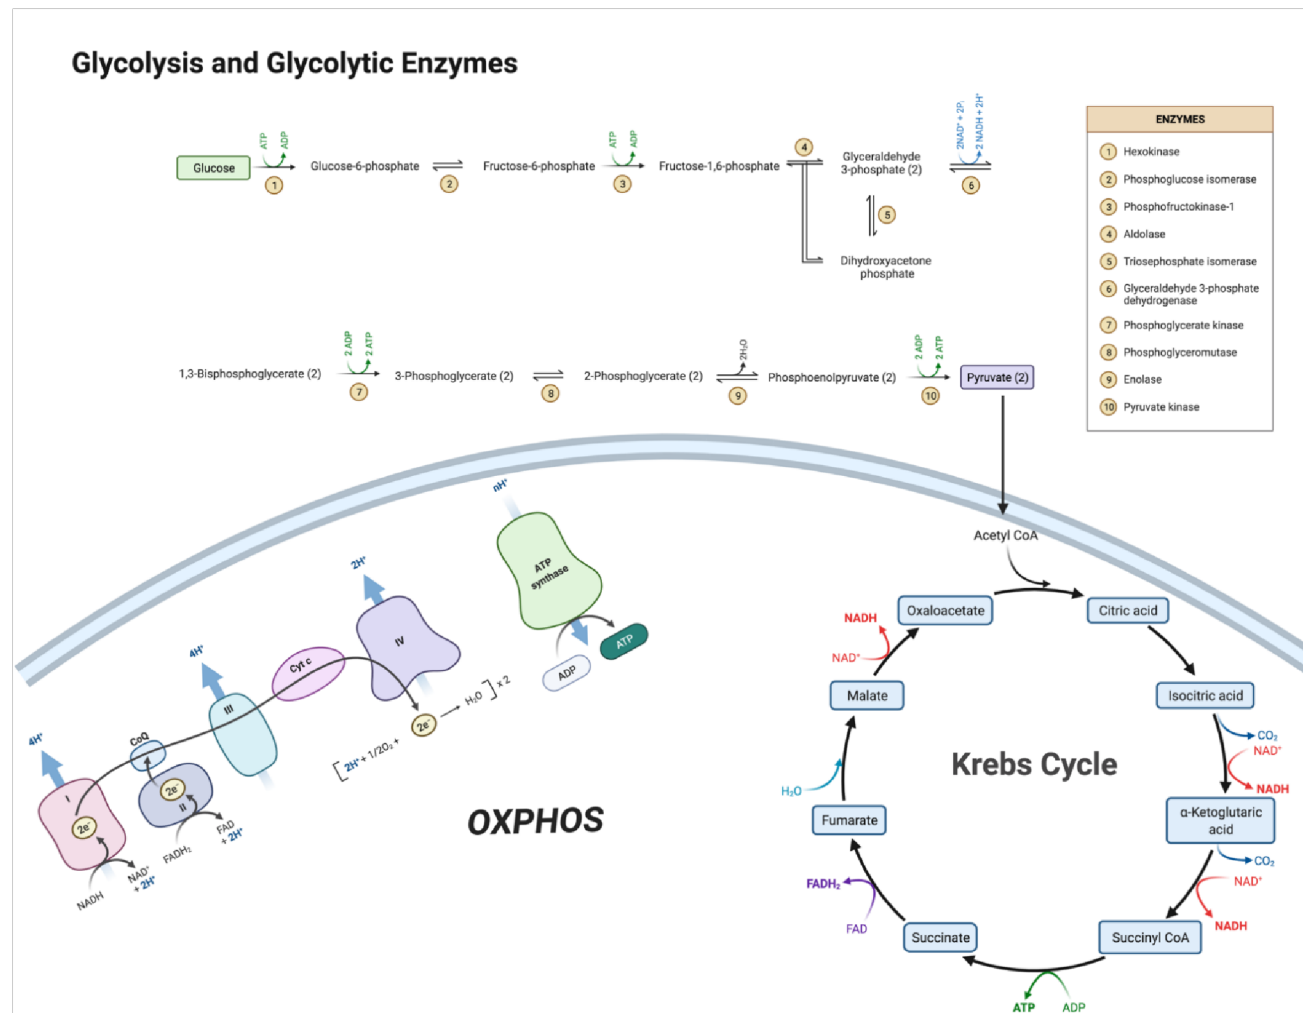 Glycolysis and Glycolytic Enzymes
ATP
ADP
ATP
ADP
2NAD⁺ + 2Pᵢ
2 NADH + 2H⁺
Glucose
1
Glucose-6-phosphate
2
Fructose-6-phosphate
3
Fructose-1,6-phosphate
4
Glyceraldehyde
3-phosphate (2)
6
5
Dihydroxyacetone
phosphate
ENZYMES
1 Hexokinase
2 Phosphoglucose isomerase
3 Phosphofructokinase-1
4 Aldolase
5 Triosephosphate isomerase
6 Glyceraldehyde 3-phosphate
dehydrogenase
7 Phosphoglycerate kinase
8 Phosphoglyceromutase
9 Enolase
10 Pyruvate kinase
2 ADP
2 ATP
2H₂O
2 ADP
2 ATP
1,3-Bisphosphoglycerate (2)
7
3-Phosphoglycerate (2)
8
2-Phosphoglycerate (2)
9
Phosphoenolpyruvate (2)
10
Pyruvate (2)
nH⁺
ATP
synthase
ADP
ATP
2H⁺
IV
Cyt c
4H⁺
III
CoQ
4H⁺
I
2e⁻
2e⁻
II
NADH
NAD⁺
+ 2H⁺
FADH₂
FAD
+ 2H⁺
[2H⁺ + 1/2O₂ +
2e⁻
H₂O ] x 2
OXPHOS
Acetyl CoA
Oxaloacetate
Citric acid
NADH
NAD⁺
Malate
Isocitric acid
CO₂
NAD⁺
NADH
Krebs Cycle
H₂O
Fumarate
α-Ketoglutaric
acid
CO₂
NAD⁺
NADH
FADH₂
FAD
Succinate
Succinyl CoA
ATP
ADP